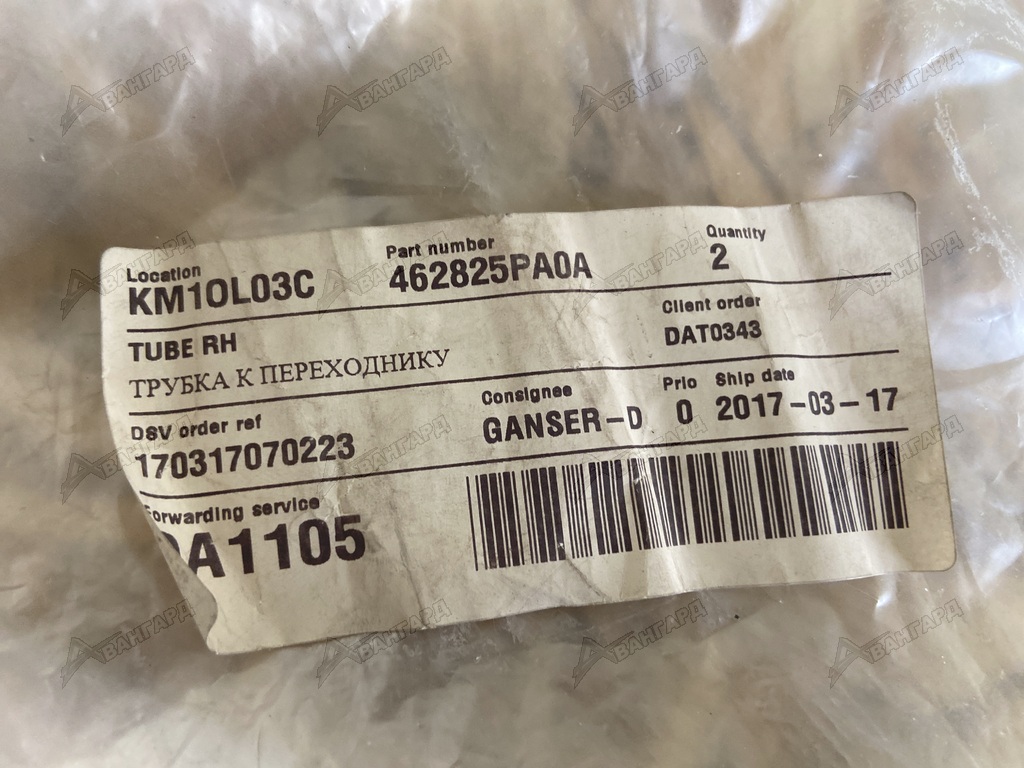 Location
KM10L03C
Part number
462825PA0A
Quantity
2
TUBE RH
ТРУБКА К ПЕРЕХОДНИКУ
Client order
DAT0343
DSV order ref
170317070223
Consignee
GANSER-D
Prio
0
Ship date
2017-03-17
Forwarding service
A1105
АВАНГАРД